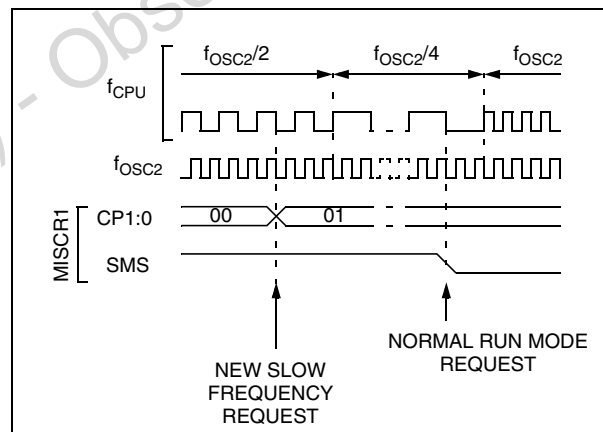 fOSC2/2 fOSC2/4 fOSC2
fCPU
fOSC2
MISCR1
CP1:0 00 01
SMS
NEW SLOW
FREQUENCY
REQUEST
NORMAL RUN MODE
REQUEST